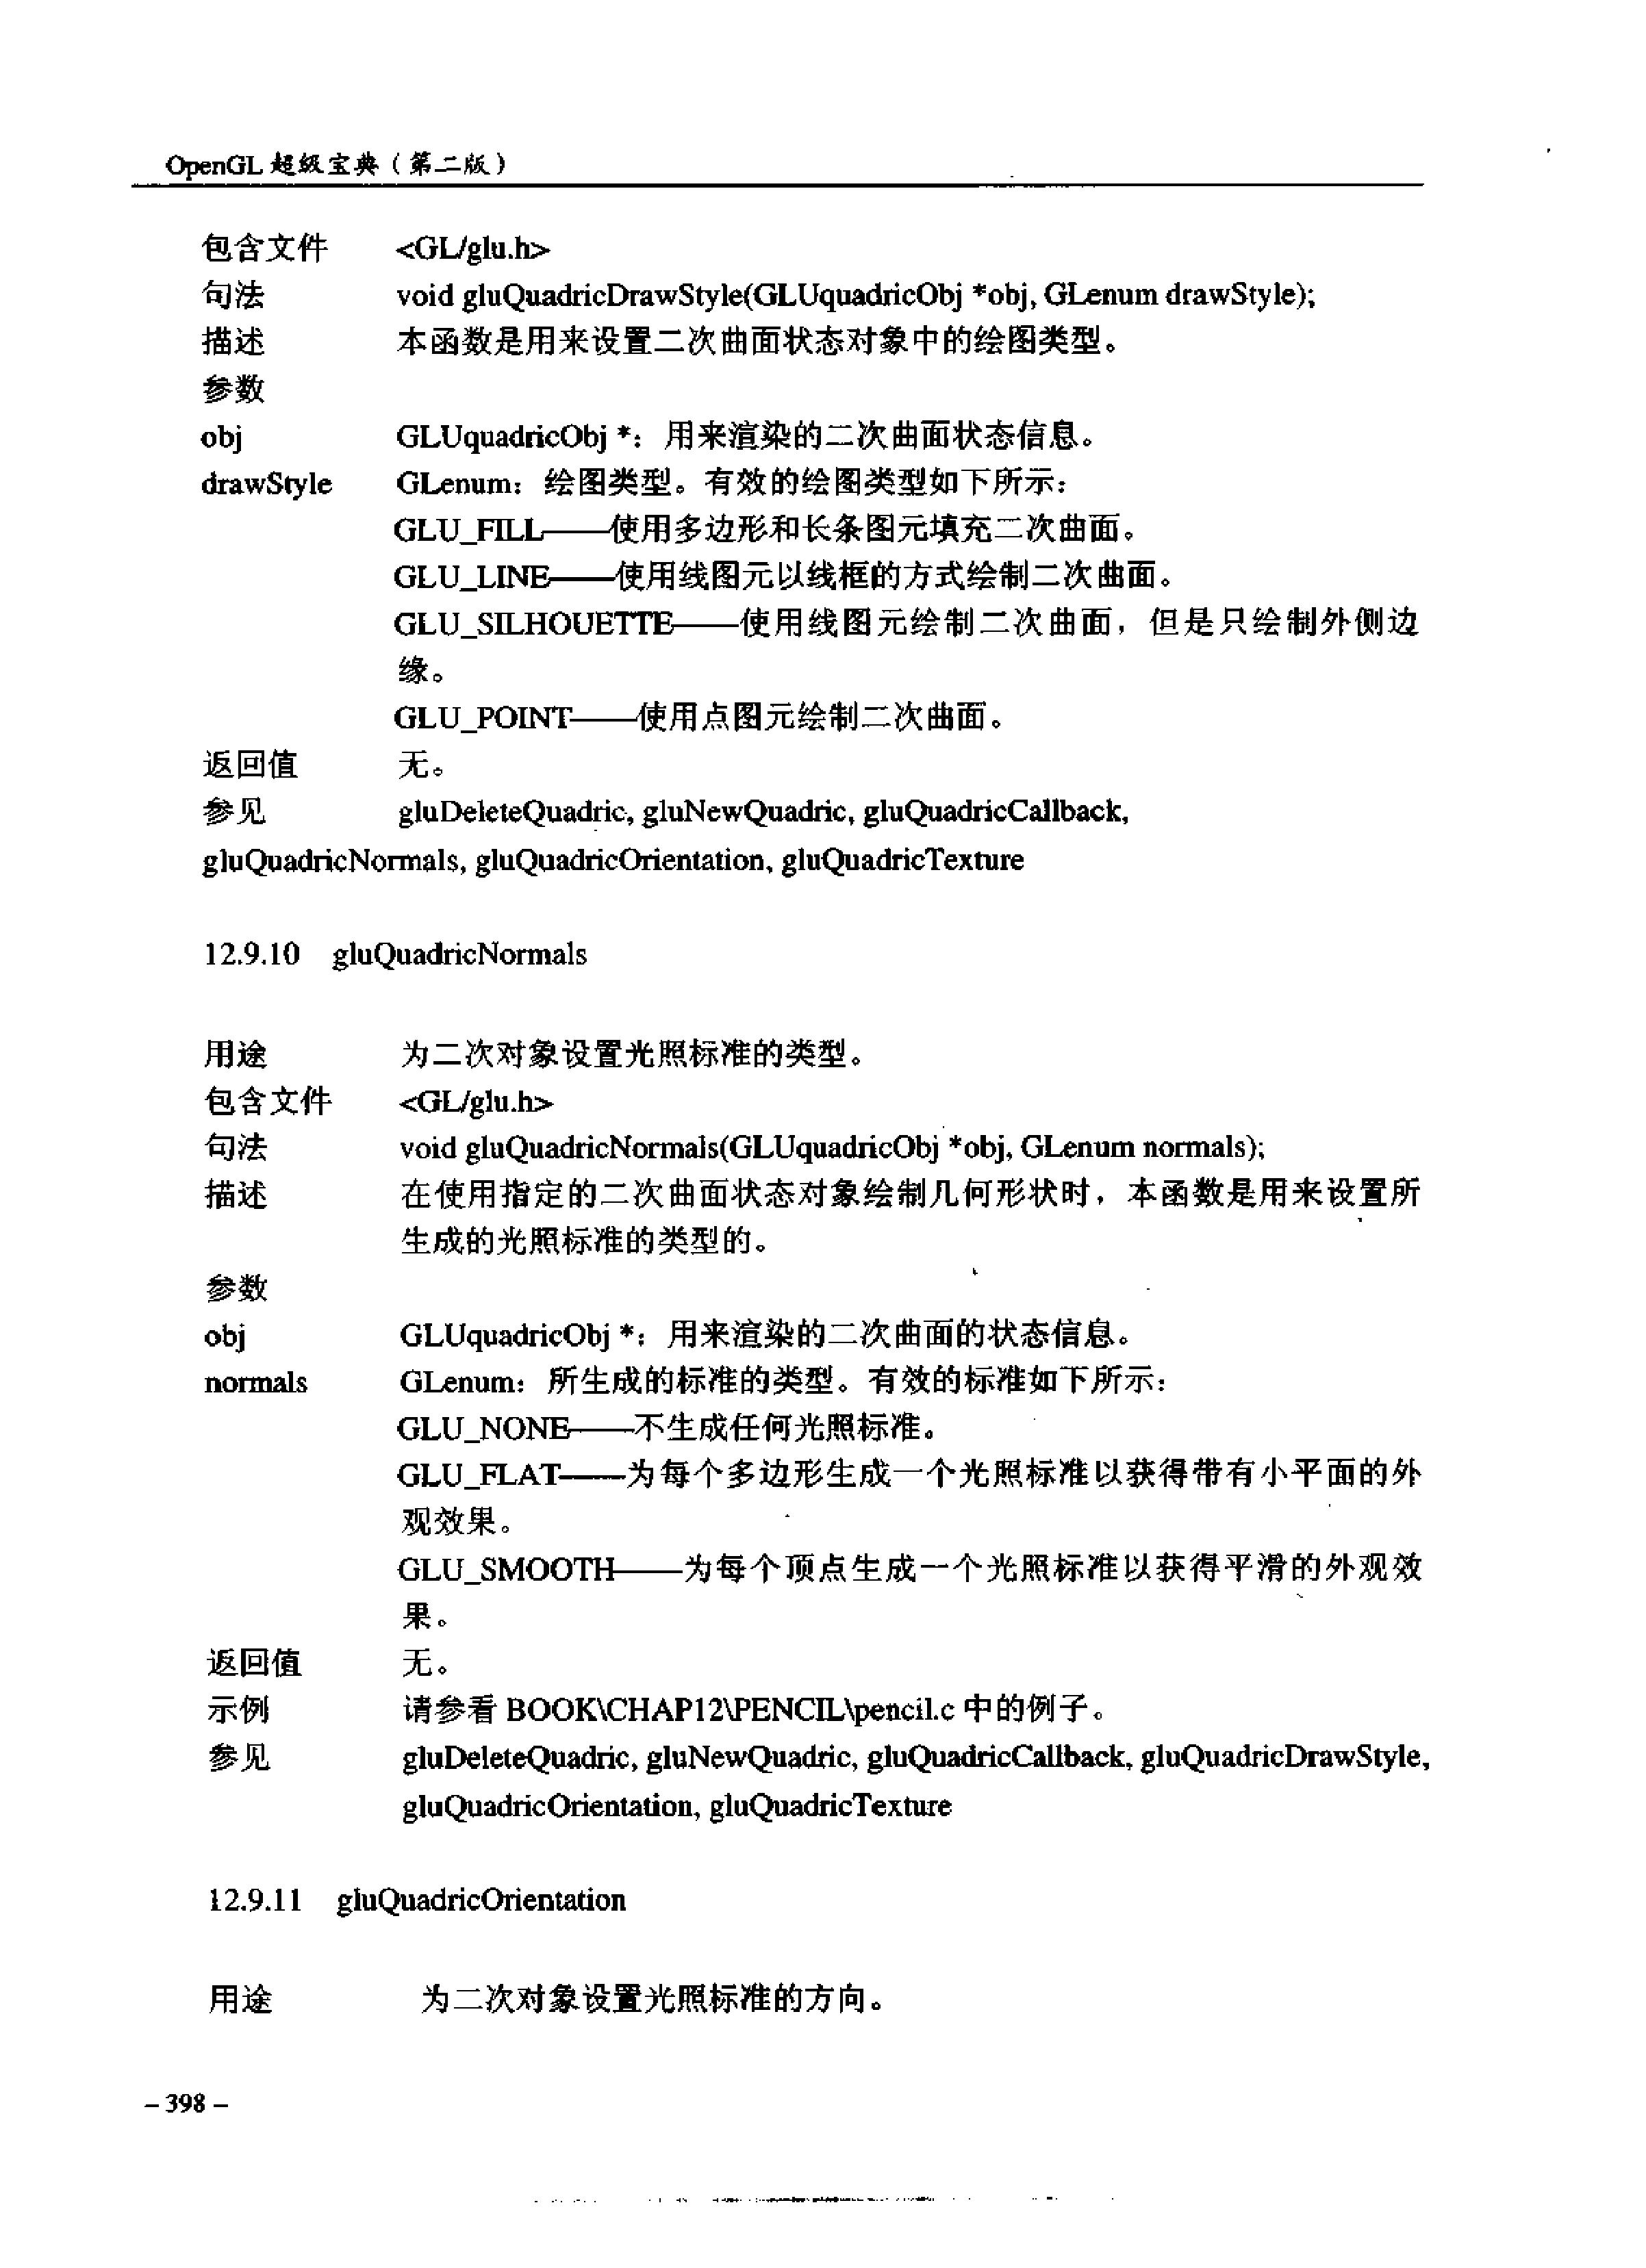 OpenGL 超级宝典（第二版）
包含文件 <GL/glu.h>
句法 void gluQuadricDrawStyle(GLUquadricObj *obj, GLenum drawStyle);
描述 本函数是用来设置二次曲面状态对象中的绘图类型。
参数
obj GLUquadricObj *：用来渲染的二次曲面状态信息。
drawStyle GLenum：绘图类型。有效的绘图类型如下所示：
GLU_FILL——使用多边形和长条图元填充二次曲面。
GLU_LINE——使用线图元以线框的方式绘制二次曲面。
GLU_SILHOUETTE——使用线图元绘制二次曲面，但是只绘制外侧边
缘。
GLU_POINT——使用点图元绘制二次曲面。
返回值 无。
参见 gluDeleteQuadric, gluNewQuadric, gluQuadricCallback,
gluQuadricNormals, gluQuadricOrientation, gluQuadricTexture
12.9.10 gluQuadricNormals
用途 为二次对象设置光照标准的类型。
包含文件 <GL/glu.h>
句法 void gluQuadricNormals(GLUquadricObj *obj, GLenum normals);
描述 在使用指定的二次曲面状态对象绘制几何形状时，本函数是用来设置所
生成的光照标准的类型的。
参数
obj GLUquadricObj *：用来渲染的二次曲面的状态信息。
normals GLenum：所生成的标准的类型。有效的标准如下所示：
GLU_NONE——不生成任何光照标准。
GLU_FLAT——为每个多边形生成一个光照标准以获得带有小平面的外
观效果。
GLU_SMOOTH——为每个顶点生成一个光照标准以获得平滑的外观效
果。
返回值 无。
示例 请参看 BOOK\CHAP12\PENCIL\pencil.c 中的例子。
参见 gluDeleteQuadric, gluNewQuadric, gluQuadricCallback, gluQuadricDrawStyle,
gluQuadricOrientation, gluQuadricTexture
12.9.11 gluQuadricOrientation
用途 为二次对象设置光照标准的方向。
– 398 –